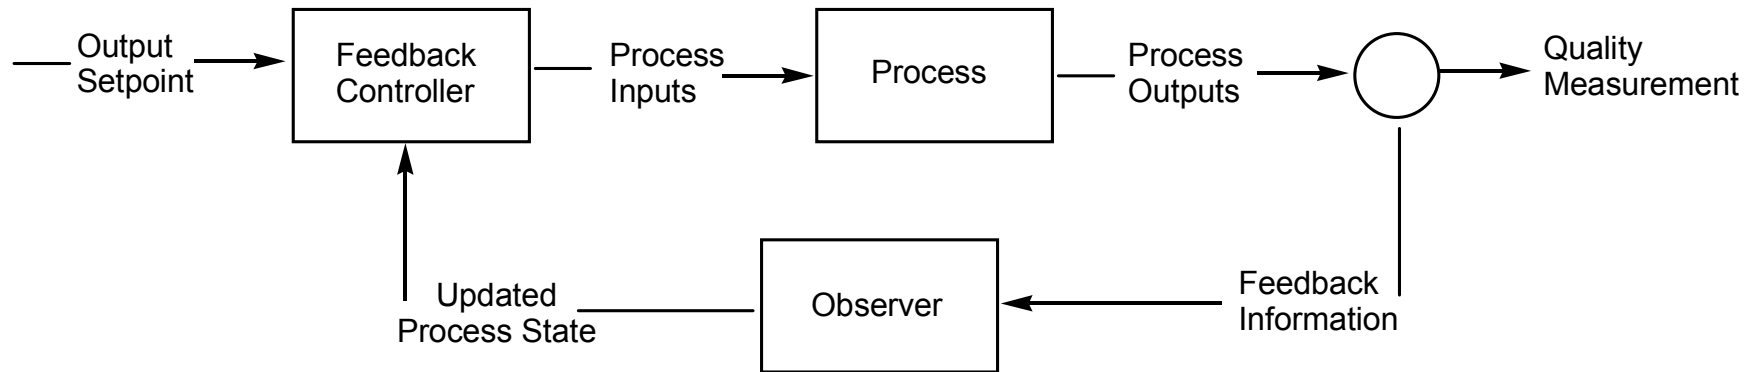 Output
Setpoint
Feedback
Controller
Process
Inputs
Process
Process
Outputs
Quality
Measurement
Updated
Process State
Observer
Feedback
Information